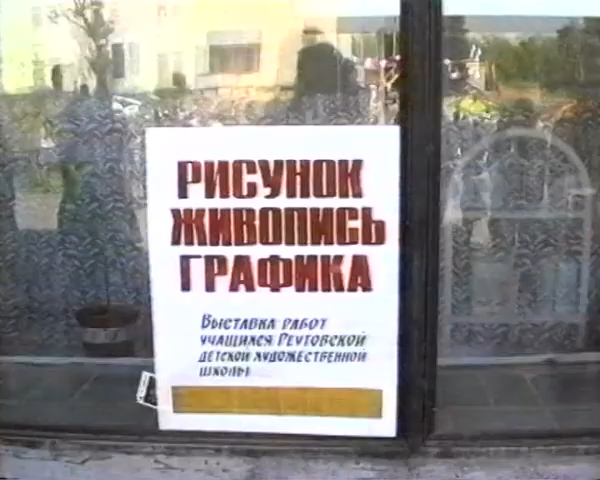 РИСУНОК
ЖИВОПИСЬ
ГРАФИКА
Выставка работ
учащихся Реутовской
детской художественной
школы